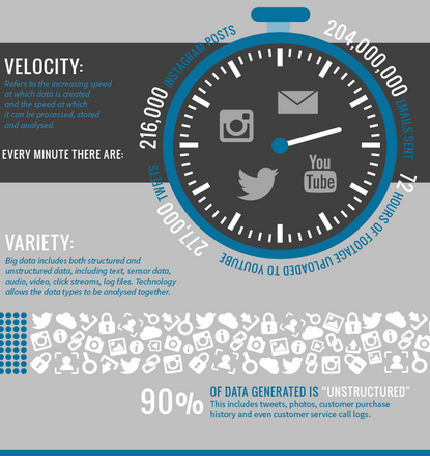 VELOCITY:
Refers to the increasing speed
at which data is created
and the speed at which
it can be processed, stored
and analysed.
EVERY MINUTE THERE ARE:
216,000 INSTAGRAM POSTS
204,000,000 EMAILS SENT
72 HOURS OF FOOTAGE UPLOADED TO YOUTUBE
277,000 TWEETS
You
Tube
VARIETY:
Big data includes both structured and
unstructured data, including text, sensor data,
audio, video, click streams, log files. Technology
allows the data types to be analysed together.
90% OF DATA GENERATED IS "UNSTRUCTURED"
This includes tweets, photos, customer purchase
history and even customer service call logs.